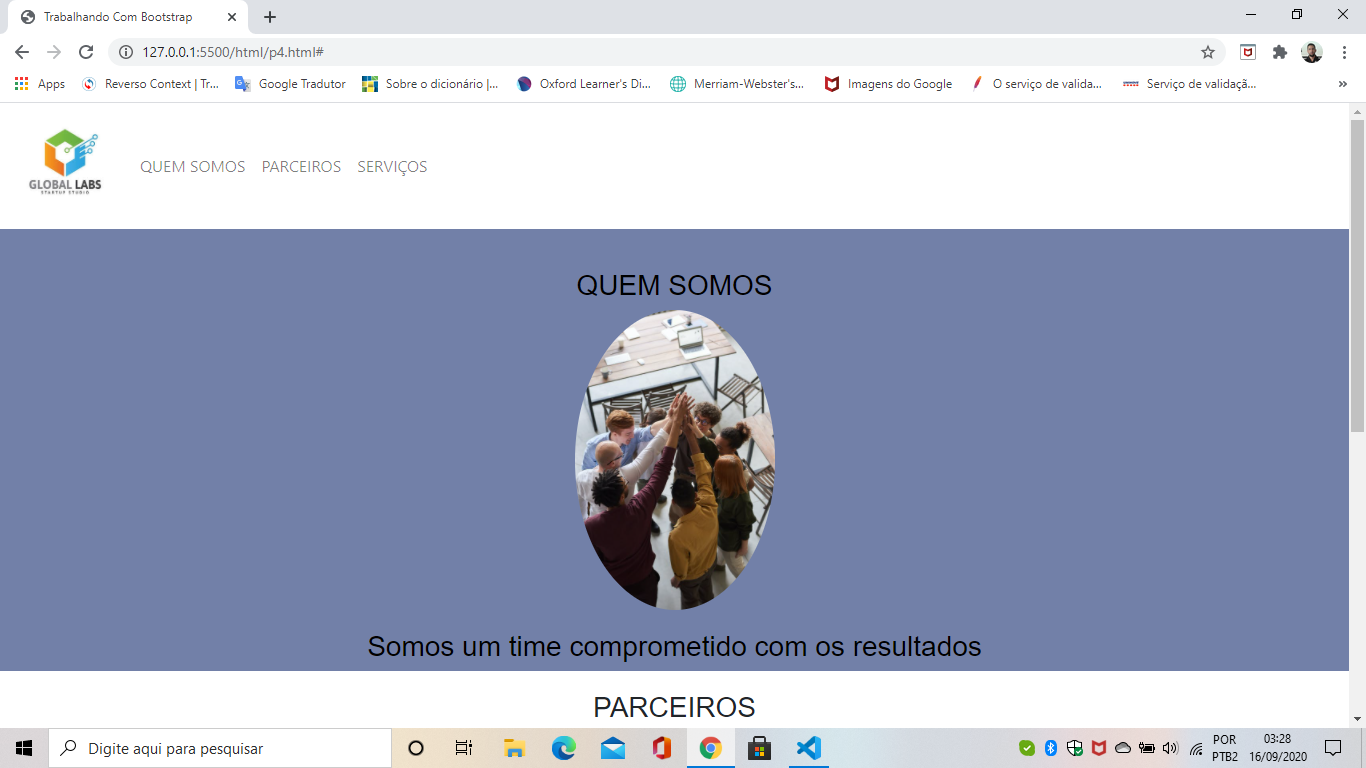 Trabalhando Com Bootstrap
127.0.0.1:5500/html/p4.html#
Apps Reverso Context | Tr... Google Tradutor Sobre o dicionário |... Oxford Learner's Di... Merriam-Webster's... Imagens do Google O serviço de valida... Serviço de validaçã... »
GLOBAL LABS
STARTUP STUDIO
QUEM SOMOS PARCEIROS SERVIÇOS
QUEM SOMOS
Somos um time comprometido com os resultados
PARCEIROS
Digite aqui para pesquisar
POR
PTB2
03:28
16/09/2020